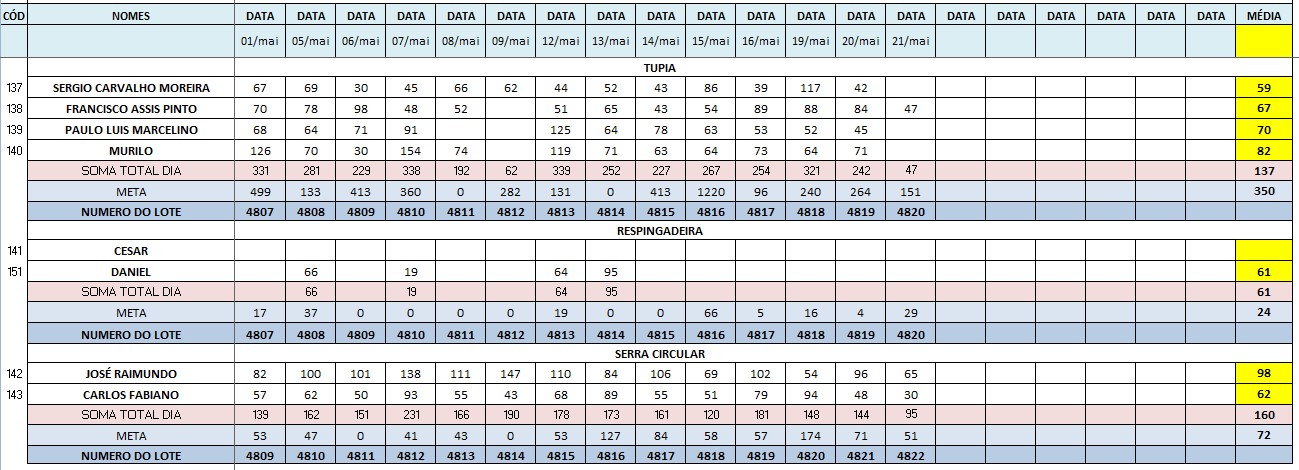 CÓD NOMES DATA DATA DATA DATA DATA DATA DATA DATA DATA DATA DATA DATA DATA DATA DATA DATA DATA DATA DATA DATA MÉDIA
01/mai 05/mai 06/mai 07/mai 08/mai 09/mai 12/mai 13/mai 14/mai 15/mai 16/mai 19/mai 20/mai 21/mai
TUPIA
137 SERGIO CARVALHO MOREIRA 67 69 30 45 66 62 44 52 43 86 39 117 42 59
138 FRANCISCO ASSIS PINTO 70 78 98 48 52 51 65 43 54 89 88 84 47 67
139 PAULO LUIS MARCELINO 68 64 71 91 125 64 78 63 53 52 45 70
140 MURILO 126 70 30 154 74 119 71 63 64 73 64 71 82
SOMA TOTAL DIA 331 281 229 338 192 62 339 252 227 267 254 321 242 47 137
META 499 133 413 360 0 282 131 0 413 1220 96 240 264 151 350
NUMERO DO LOTE 4807 4808 4809 4810 4811 4812 4813 4814 4815 4816 4817 4818 4819 4820
RESPINGADEIRA
141 CESAR
151 DANIEL 66 19 64 95 61
SOMA TOTAL DIA 66 19 64 95 61
META 17 37 0 0 0 0 19 0 0 66 5 16 4 29 24
NUMERO DO LOTE 4807 4808 4809 4810 4811 4812 4813 4814 4815 4816 4817 4818 4819 4820
SERRA CIRCULAR
142 JOSÉ RAIMUNDO 82 100 101 138 111 147 110 84 106 69 102 54 96 65 98
143 CARLOS FABIANO 57 62 50 93 55 43 68 89 55 51 79 94 48 30 62
SOMA TOTAL DIA 139 162 151 231 166 190 178 173 161 120 181 148 144 95 160
META 53 47 0 41 43 0 53 127 84 58 57 174 71 51 72
NUMERO DO LOTE 4809 4810 4811 4812 4813 4814 4815 4816 4817 4818 4819 4820 4821 4822